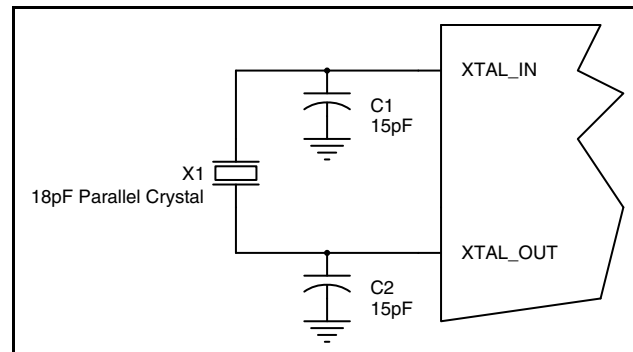 XTAL_IN
C1
15pF
X1
18pF Parallel Crystal
XTAL_OUT
C2
15pF